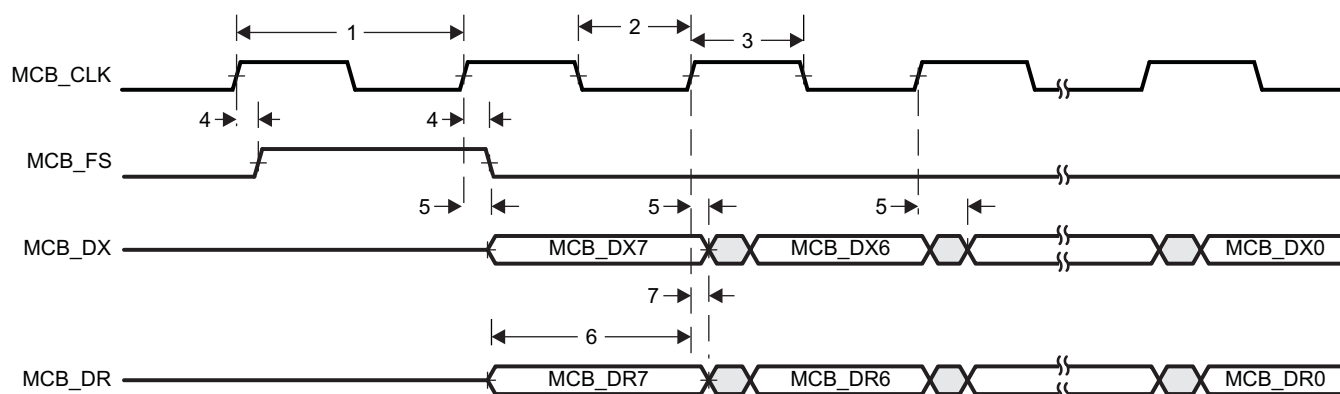 1
2
3
MCB_CLK
4
4
MCB_FS
5
5
5
MCB_DX
MCB_DX7
MCB_DX6
MCB_DX0
7
6
MCB_DR
MCB_DR7
MCB_DR6
MCB_DR0